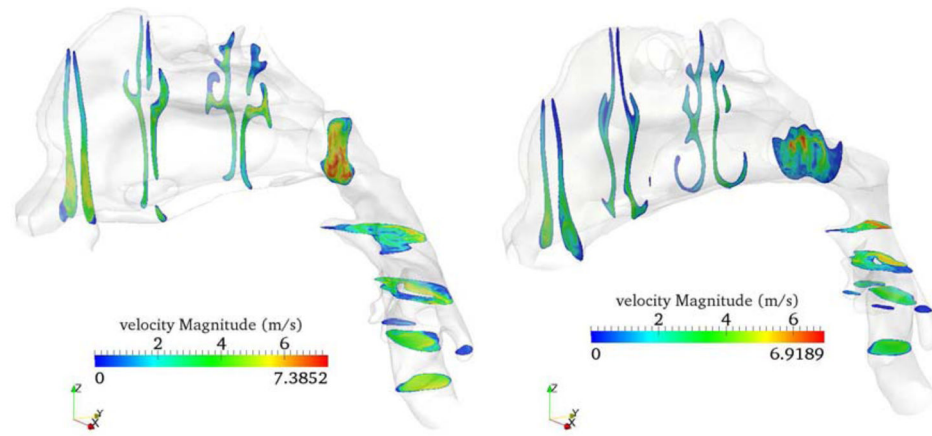 velocity Magnitude (m/s)
2 4 6
0 7.3852
Z
Y
X
velocity Magnitude (m/s)
2 4 6
0 6.9189
Z
Y
X